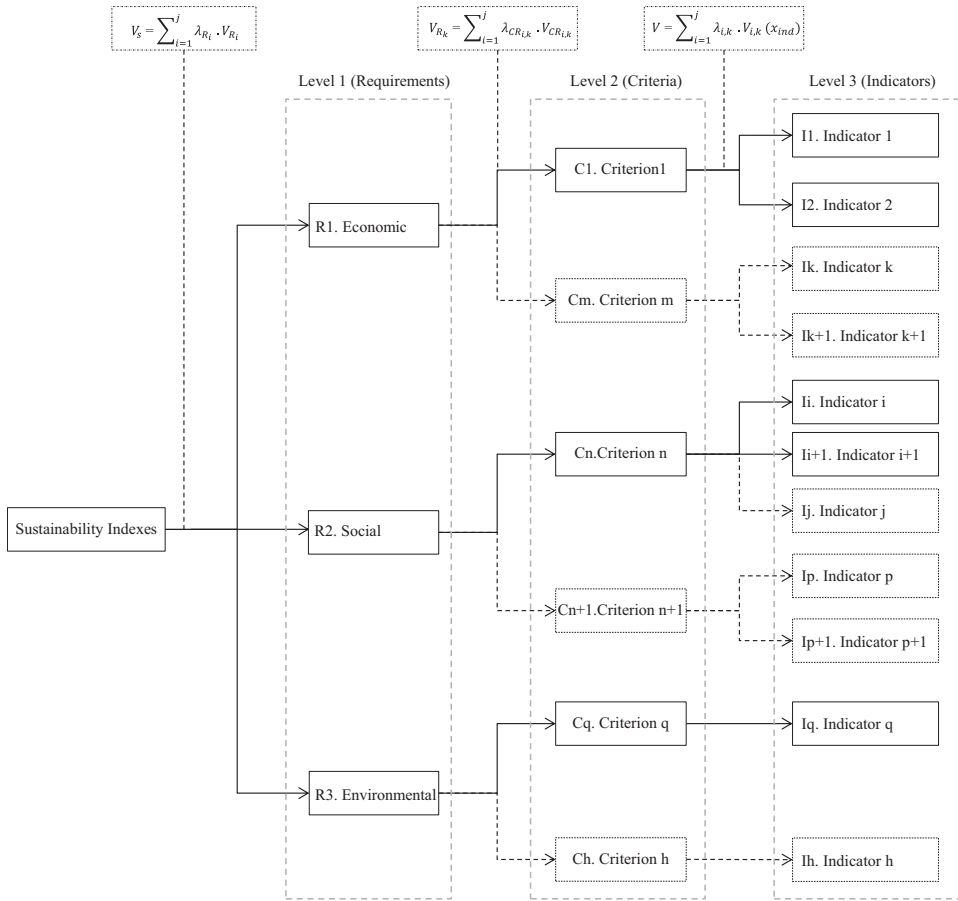 V_s = ∑_{i=1}^{j} λ_{R_i} . V_{R_i}
V_{R_k} = ∑_{i=1}^{j} λ_{CR_{i,k}} . V_{CR_{i,k}}
V = ∑_{i=1}^{j} λ_{i,k} . V_{i,k} (x_{ind})
Level 1 (Requirements)
Level 2 (Criteria)
Level 3 (Indicators)
I1. Indicator 1
C1. Criterion1
I2. Indicator 2
R1. Economic
Ik. Indicator k
Cm. Criterion m
Ik+1. Indicator k+1
Ii. Indicator i
Cn.Criterion n
Ii+1. Indicator i+1
Ij. Indicator j
Sustainability Indexes
R2. Social
Ip. Indicator p
Cn+1.Criterion n+1
Ip+1. Indicator p+1
Cq. Criterion q
Iq. Indicator q
R3. Environmental
Ch. Criterion h
Ih. Indicator h